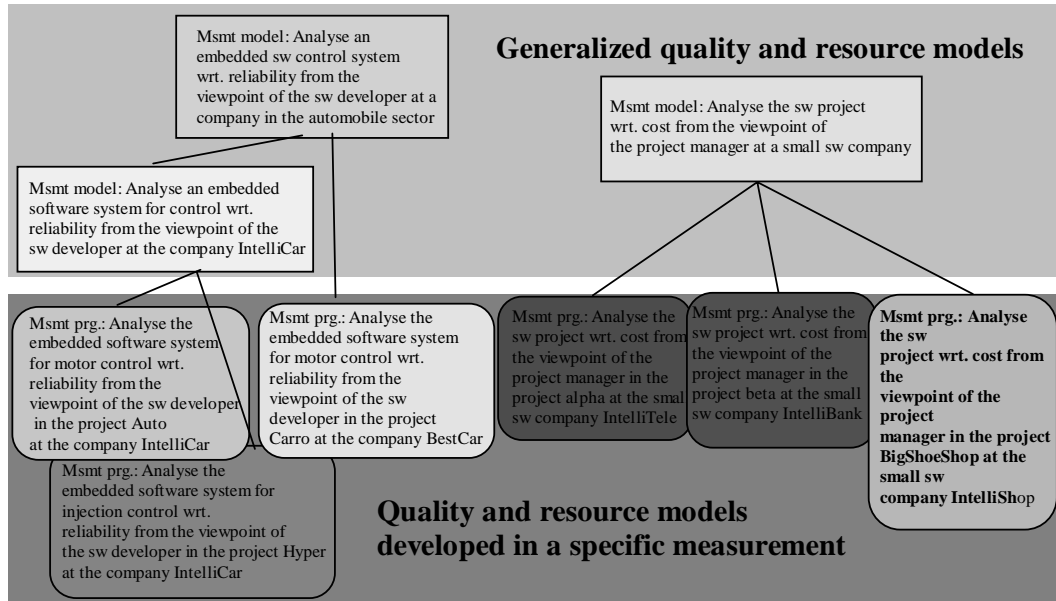 Msmt model: Analyse an
embedded sw control system
wrt. reliability from the
viewpoint of the sw developer at a
company in the automobile sector
Generalized quality and resource models
Msmt model: Analyse the sw project
wrt. cost from the viewpoint of
the project manager at a small sw company
Msmt model: Analyse an embedded
software system for control wrt.
reliability from the viewpoint of the
sw developer at the company IntelliCar
Msmt prg.: Analyse the
embedded software system
for motor control wrt.
reliability from the
viewpoint of the sw developer
in the project Auto
at the company IntelliCar
Msmt prg.: Analyse the
embedded software system
for motor control wrt.
reliability from the
viewpoint of the sw
developer in the project
Carro at the company BestCar
Msmt prg.: Analyse the
sw project wrt. cost from
the viewpoint of the
project manager in the
project alpha at the smal
sw company IntelliTele
Msmt prg.: Analyse the
sw project wrt. cost from
the viewpoint of the
project manager in the
project beta at the small
sw company IntelliBank
Msmt prg.: Analyse
the sw
project wrt. cost from
the
viewpoint of the
project
manager in the project
BigShoeShop at the
small sw
company IntelliShop
Msmt prg.: Analyse the
embedded software system for
injection control wrt.
reliability from the viewpoint of
the sw developer in the project Hyper
at the company IntelliCar
Quality and resource models
developed in a specific measurement